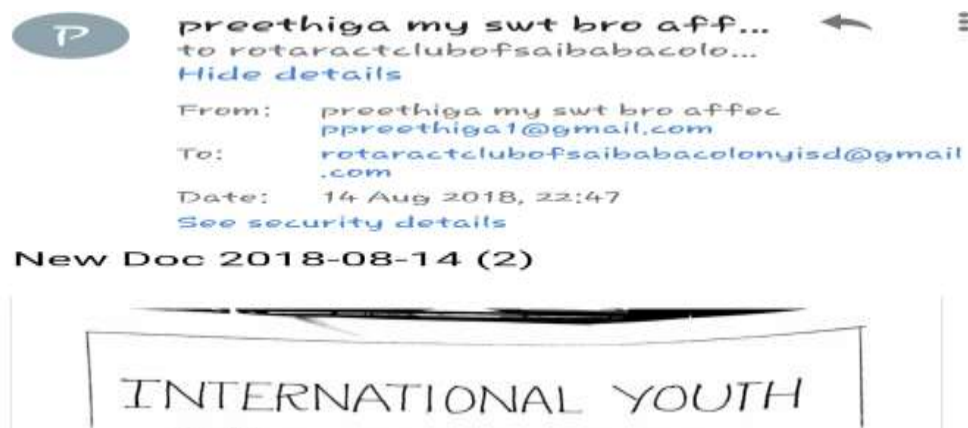 P
preethiga my swt bro aff...
to rotaractclubofsaibabacolo...
Hide details
From: preethiga my swt bro affec
ppreethiga1@gmail.com
To: rotaractclubofsaibabacolonyisd@gmail
.com
Date: 14 Aug 2018, 22:47
See security details
New Doc 2018-08-14 (2)
INTERNATIONAL YOUTH